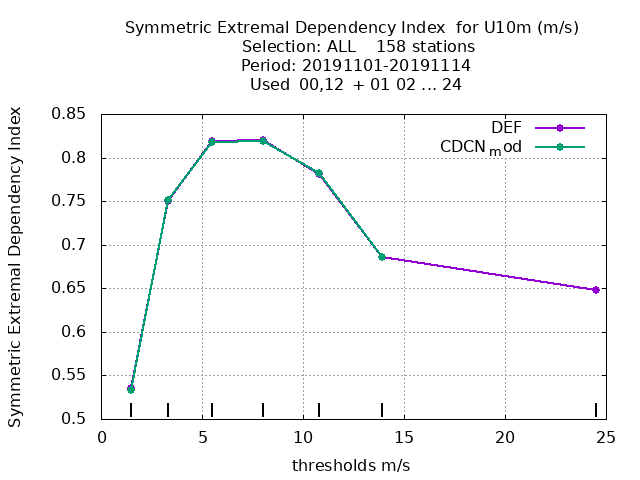 Symmetric Extremal Dependency Index for U10m (m/s)
Selection: ALL 158 stations
Period: 20191101-20191114
Used 00,12 + 01 02 ... 24
Symmetric Extremal Dependency Index
0.85
0.8
0.75
0.7
0.65
0.6
0.55
0.5
DEF
CDCNmod
0 5 10 15 20 25
thresholds m/s